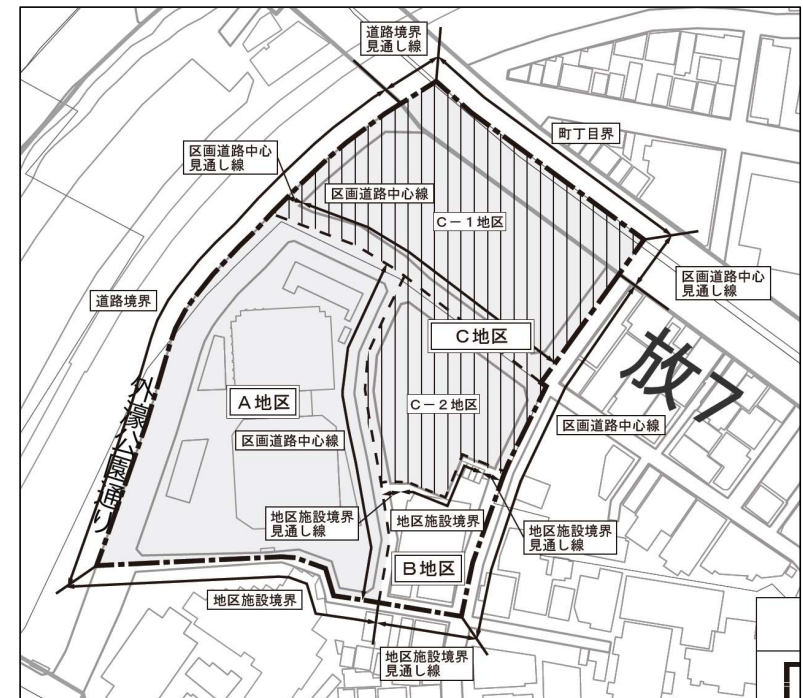 道路境界
見通し線
町丁目界
区画道路中心
見通し線
区画道路中心線
C－1地区
区画道路中心
見通し線
道路境界
C地区
放7
A地区
C－2地区
区画道路中心線
区画道路中心線
外濠公園通り
地区施設境界
見通し線
地区施設境界
地区施設境界
見通し線
B地区
地区施設境界
地区施設境界
見通し線